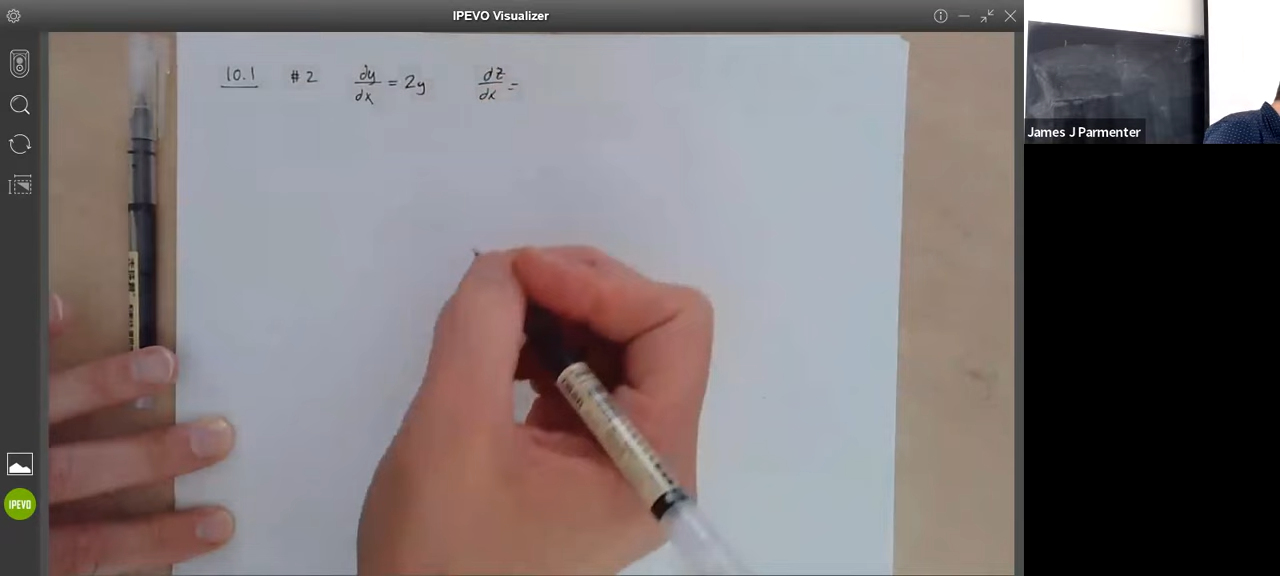 IPEVO Visualizer
10.1 #2 dy/dx = 2y dz/dx =
James J Parmenter
IPEVO